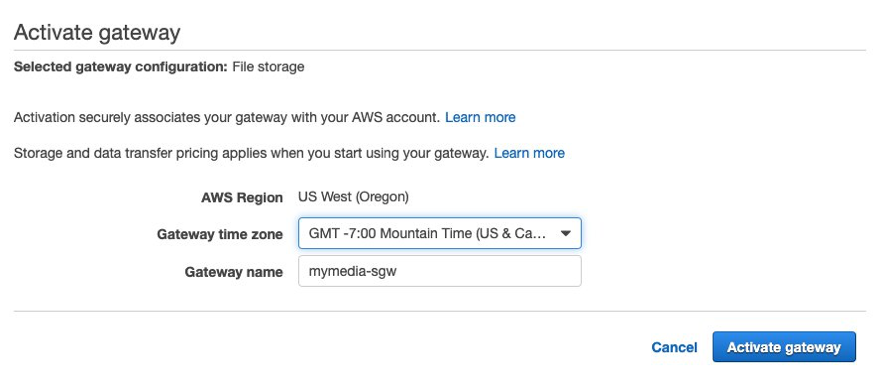 Activate gateway
Selected gateway configuration: File storage
Activation securely associates your gateway with your AWS account. Learn more
Storage and data transfer pricing applies when you start using your gateway. Learn more
AWS Region US West (Oregon)
Gateway time zone GMT -7:00 Mountain Time (US & Ca...
Gateway name mymedia-sgw
Cancel Activate gateway